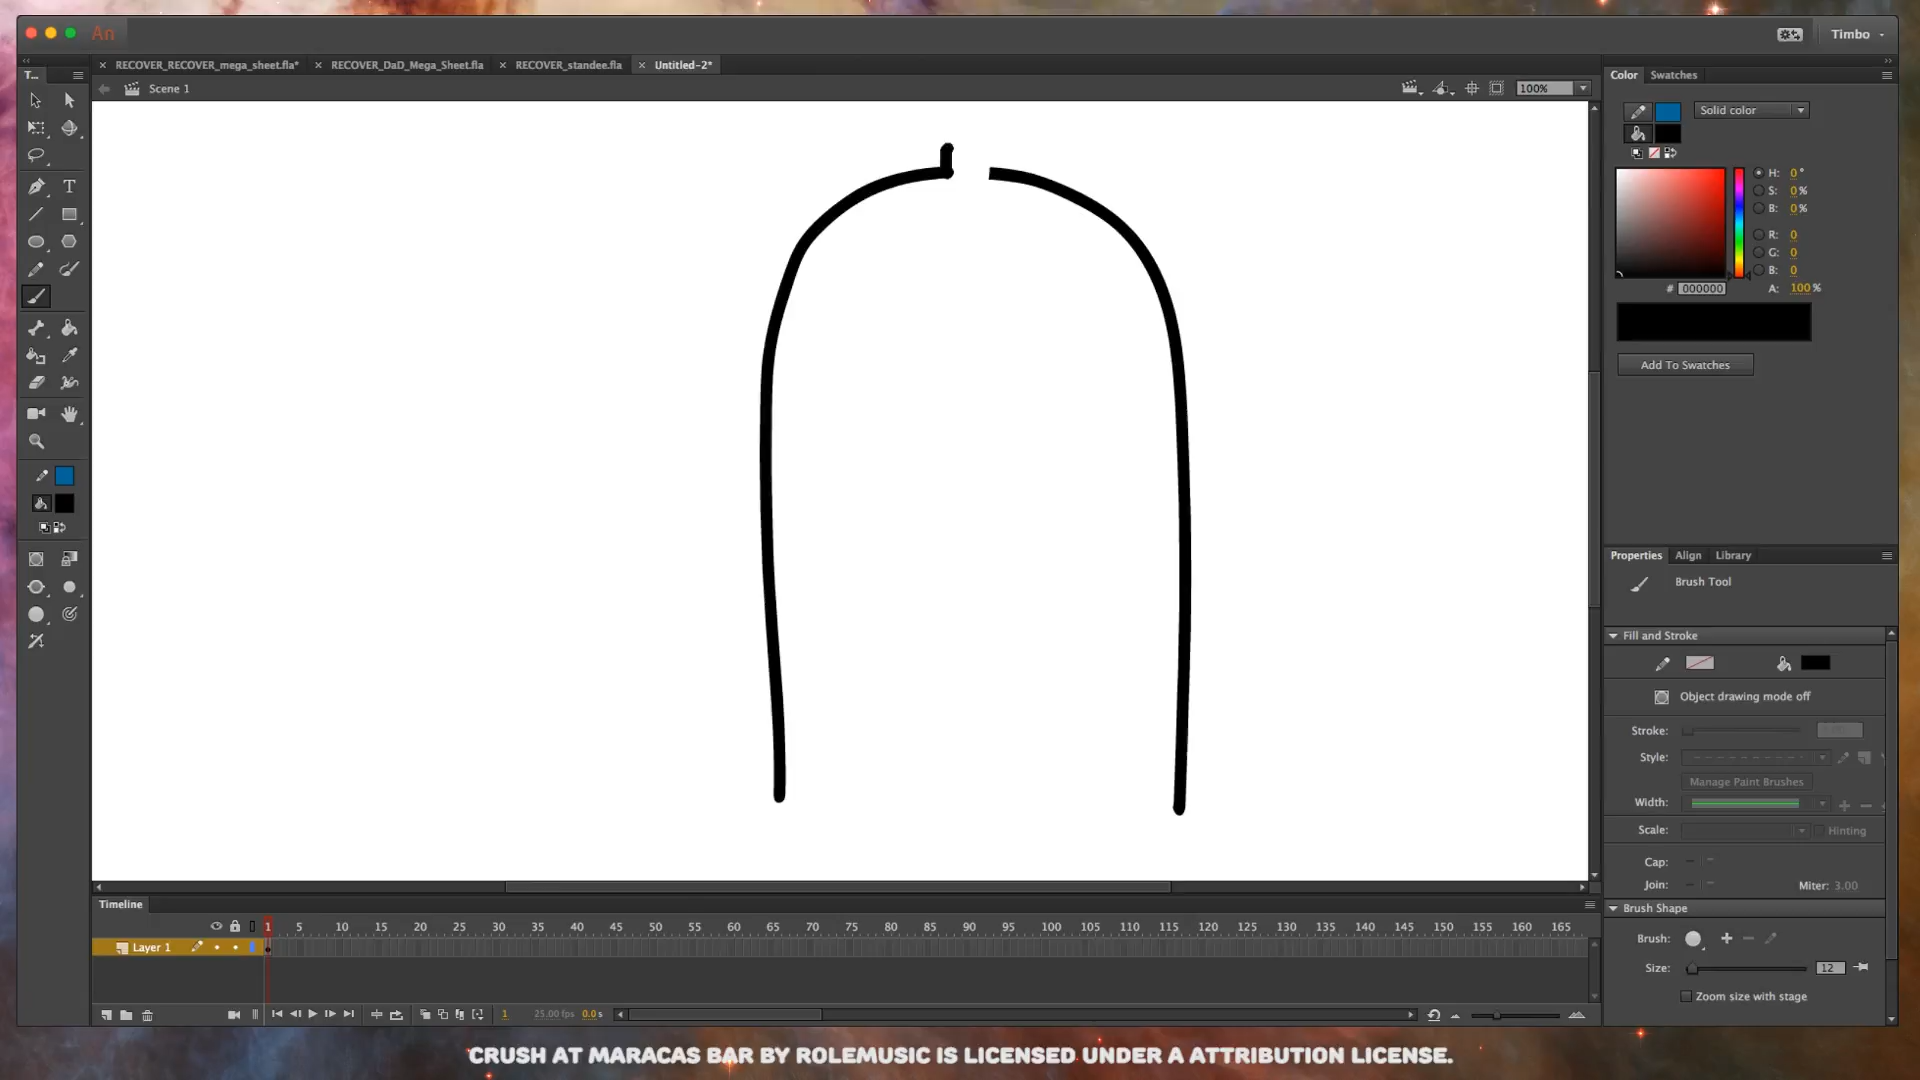 An
Timbo
RECOVER_RECOVER_mega_sheet.fla*
RECOVER_DaD_Mega_Sheet.fla
RECOVER_standee.fla
Untitled-2*
T...
Scene 1
100%
Color
Swatches
Solid color
H: 0 °
S: 0 %
B: 0 %
R: 0
G: 0
B: 0
# 000000
A: 100 %
Add To Swatches
Properties
Align
Library
Brush Tool
Fill and Stroke
Object drawing mode off
Stroke:
Style:
Manage Paint Brushes
Width:
Scale:
Hinting
Cap:
Join:
Miter: 3.00
Brush Shape
Brush:
Size: 12
Zoom size with stage
Timeline
1 5 10 15 20 25 30 35 40 45 50 55 60 65 70 75 80 85 90 95 100 105 110 115 120 125 130 135 140 145 150 155 160 165
Layer 1
1 25.00 fps 0.0 s
CRUSH AT MARACAS BAR BY ROLEMUSIC IS LICENSED UNDER A ATTRIBUTION LICENSE.